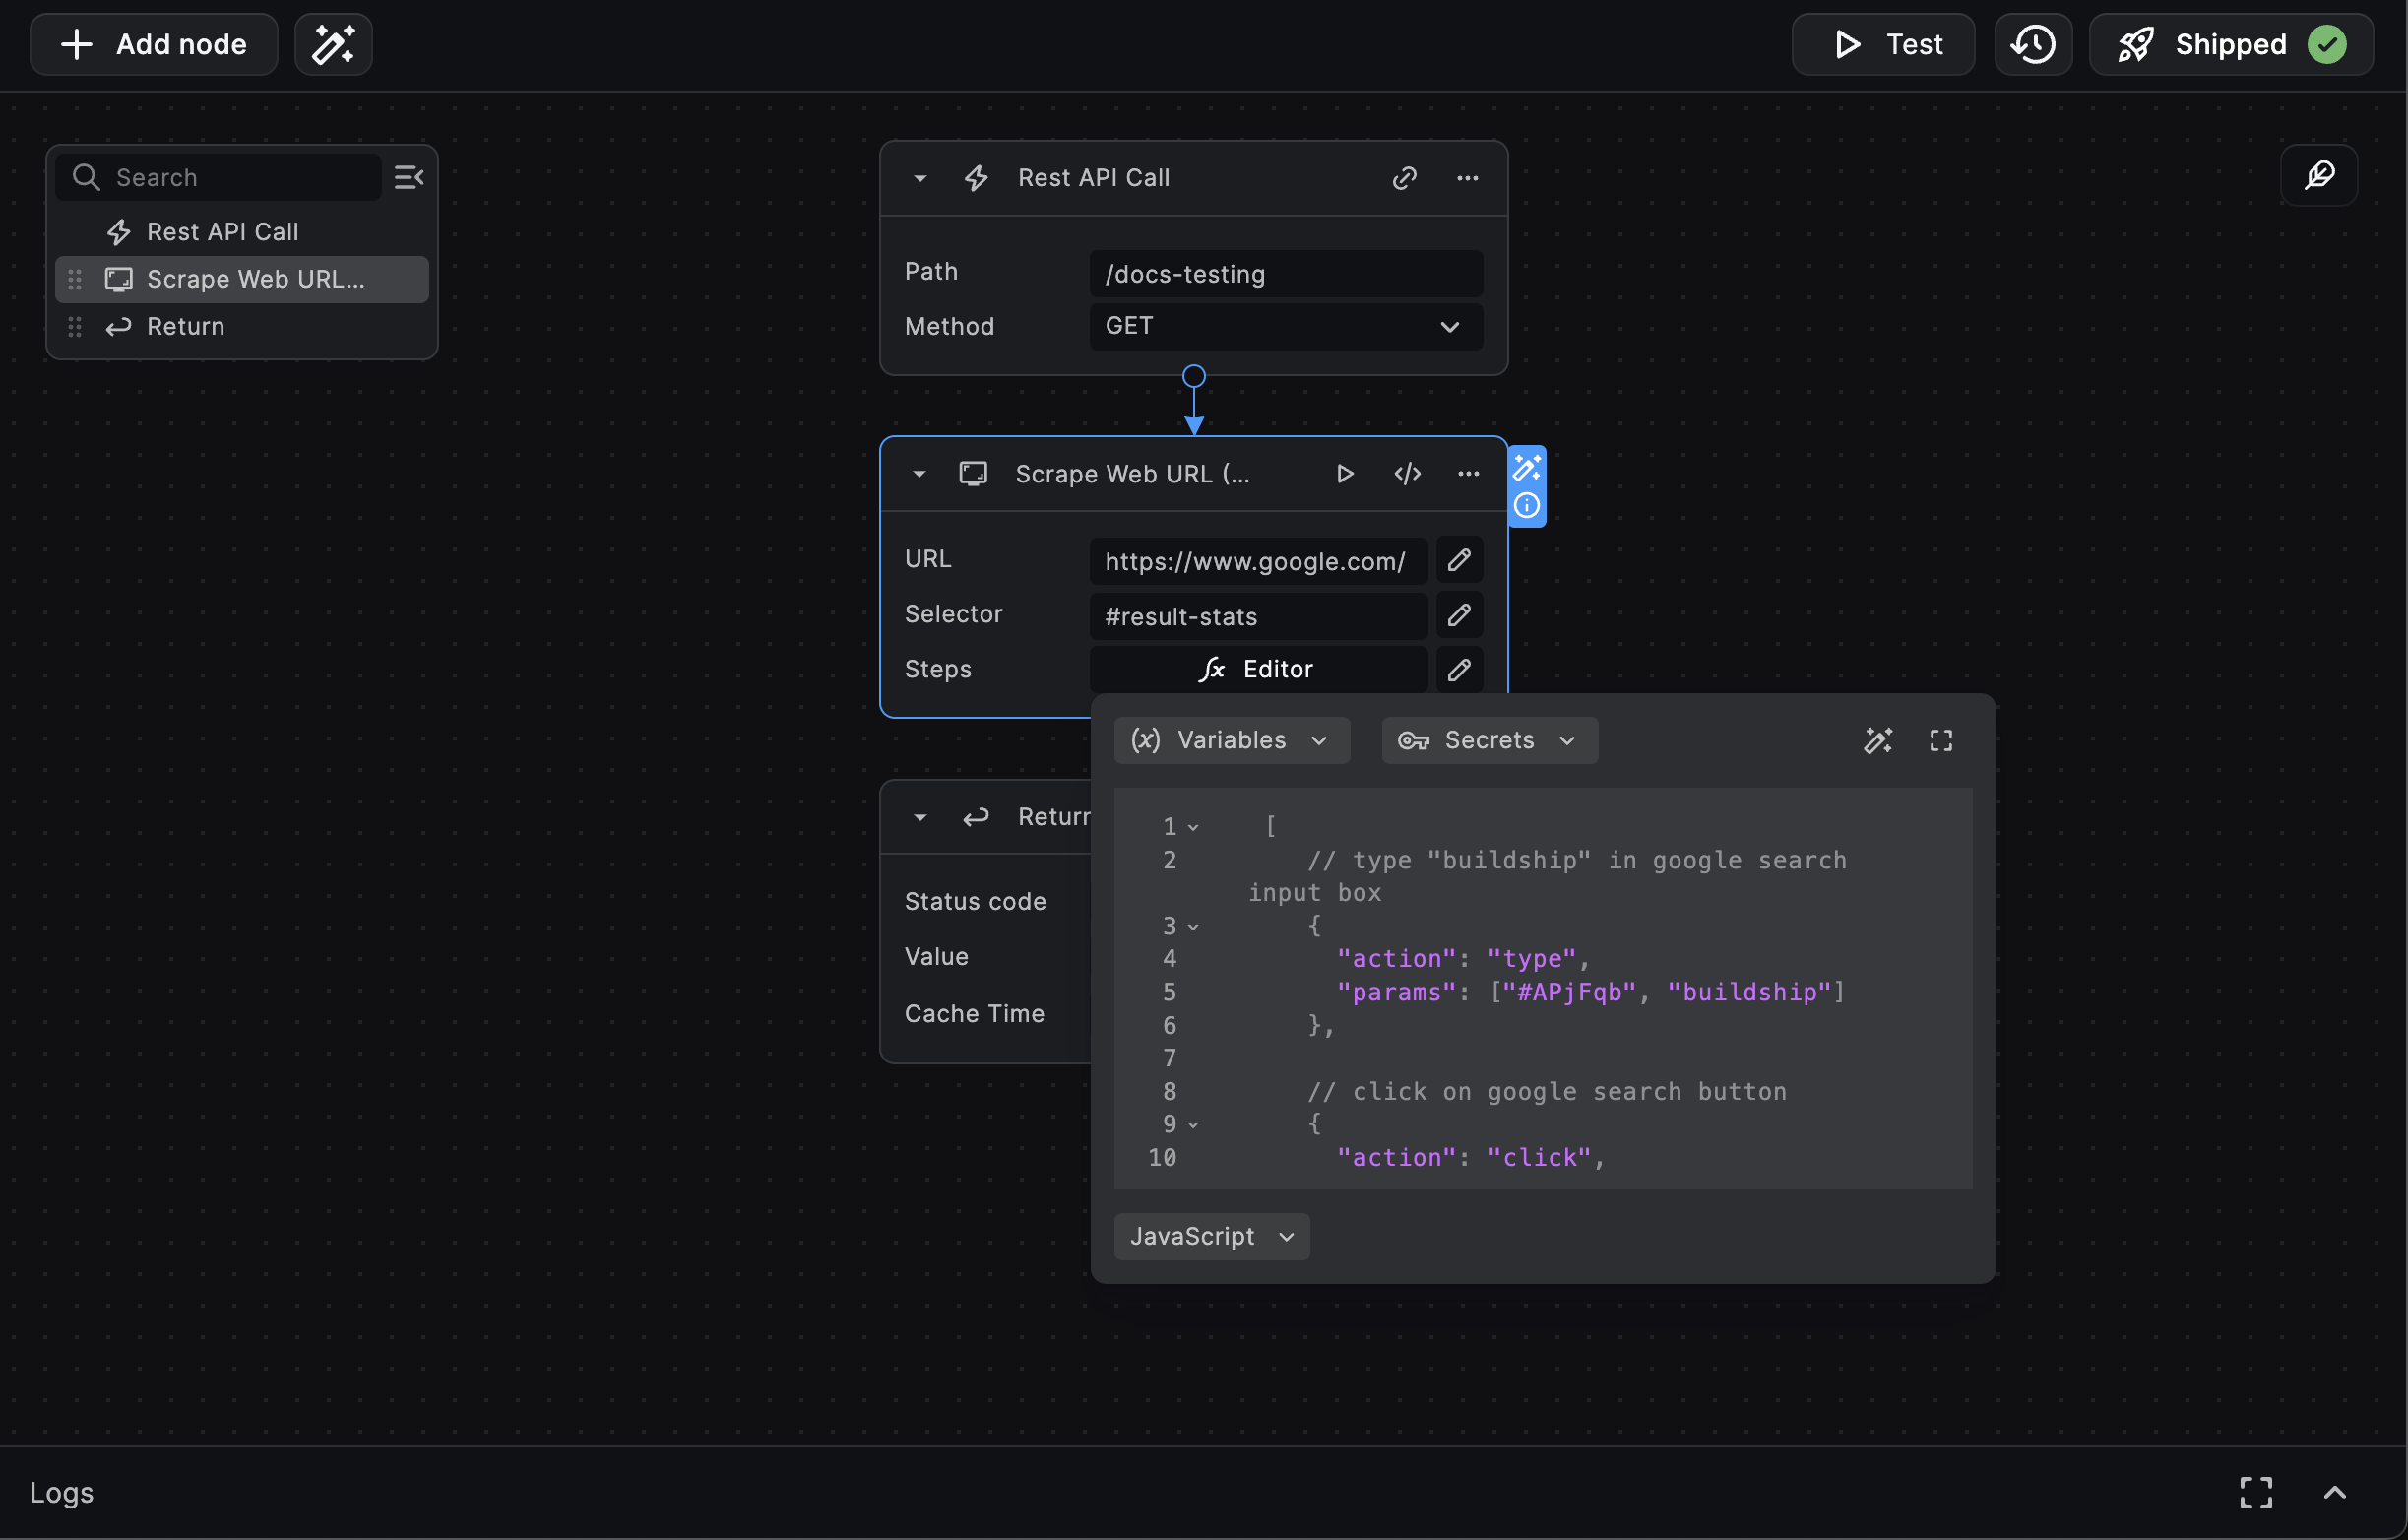 Add node
Test
Shipped
Search
Rest API Call
Scrape Web URL...
Return
Rest API Call
Path
/docs-testing
Method
GET
Scrape Web URL (...
URL
https://www.google.com/
Selector
#result-stats
Steps
fx Editor
(x) Variables
Secrets
1 [
2 // type "buildship" in google search
input box
3 {
4 "action": "type",
5 "params": ["#APjFqb", "buildship"]
6 },
7
8 // click on google search button
9 {
10 "action": "click",
JavaScript
Return
Status code
Value
Cache Time
Logs